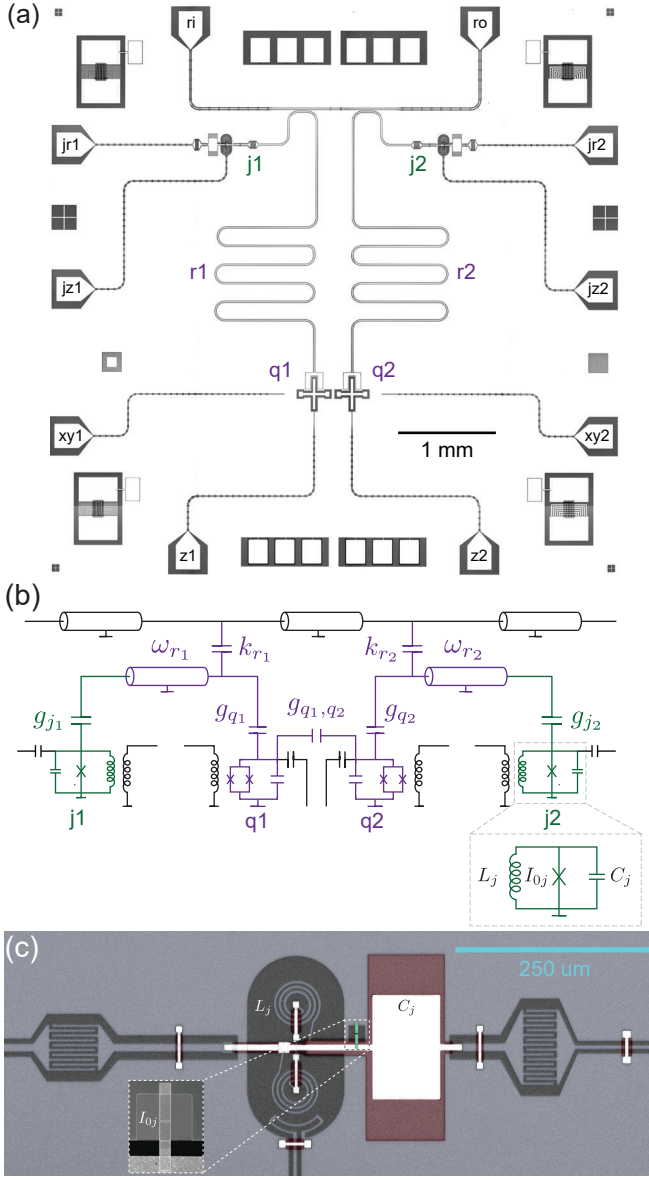 (a)
ri
ro
jr1
j1
j2
jr2
jz1
r1
r2
jz2
q1
q2
xy1
1 mm
xy2
z1
z2
(b)
ω_{r_1}
k_{r_1}
k_{r_2}
ω_{r_2}
g_{j_1}
g_{q_1}
g_{q_1,q_2}
g_{q_2}
g_{j_2}
j1
q1
q2
j2
L_j
I_{0j}
C_j
(c)
250 um
L_j
C_j
I_{0j}